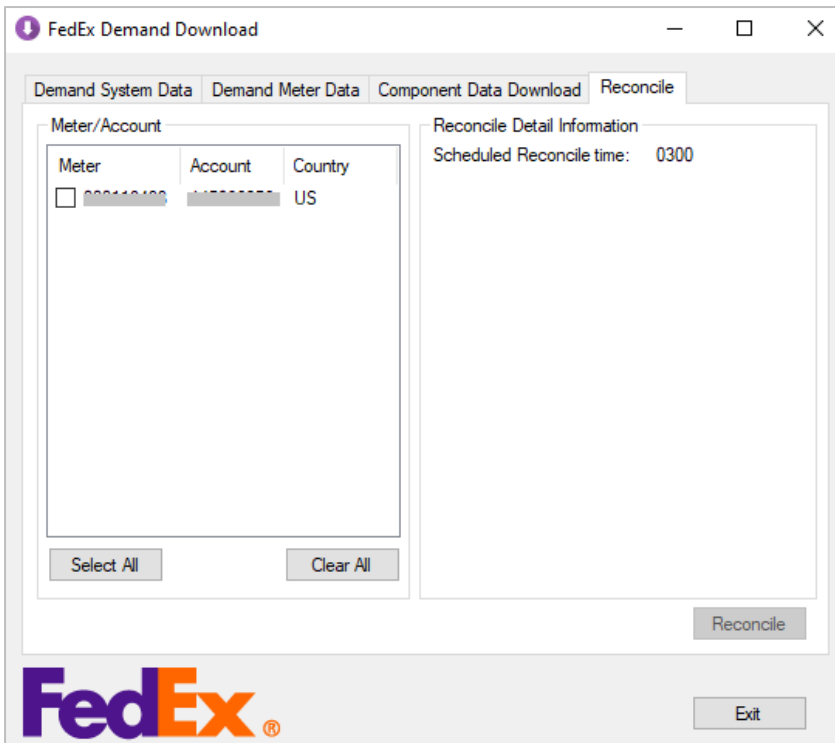 FedEx Demand Download
Demand System Data Demand Meter Data Component Data Download Reconcile
Meter/Account
Meter Account Country
US
Select All Clear All
Reconcile Detail Information
Scheduled Reconcile time: 0300
Reconcile
FedEx®
Exit